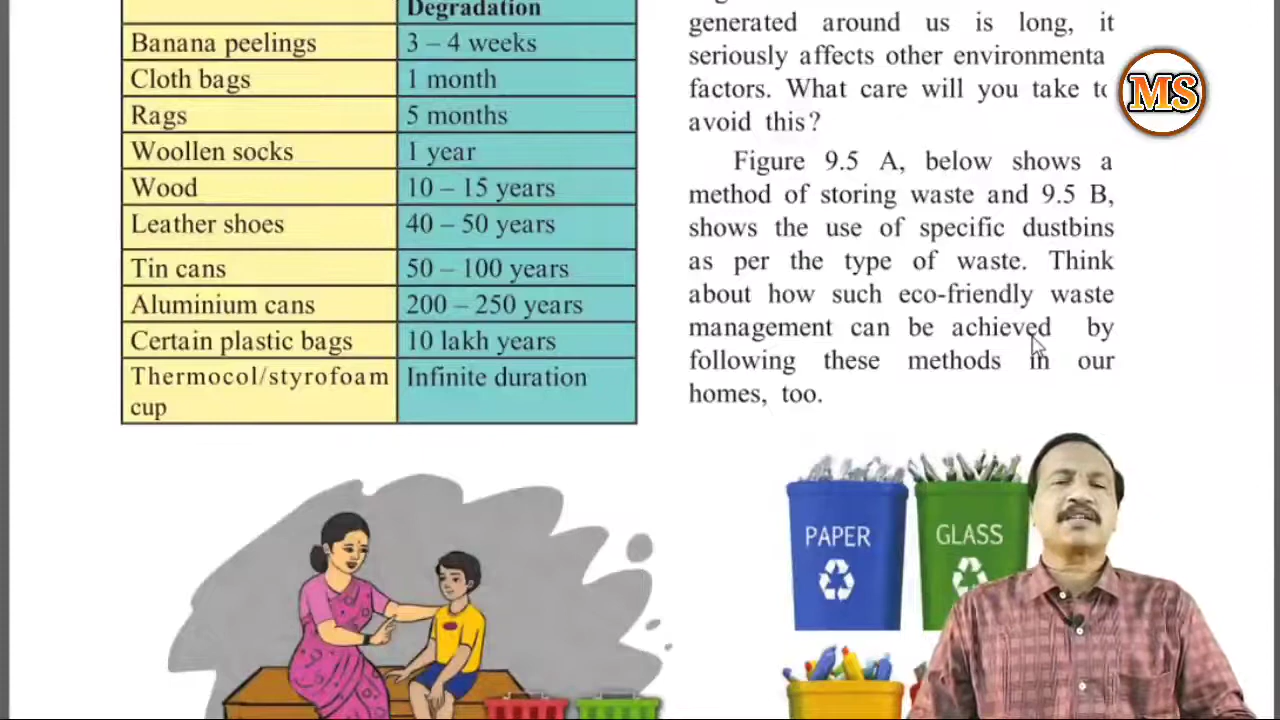 Degradation
Banana peelings 3 – 4 weeks
Cloth bags 1 month
Rags 5 months
Woollen socks 1 year
Wood 10 – 15 years
Leather shoes 40 – 50 years
Tin cans 50 – 100 years
Aluminium cans 200 – 250 years
Certain plastic bags 10 lakh years
Thermocol/styrofoam Infinite duration
cup
generated around us is long, it
seriously affects other environmenta
factors. What care will you take to
avoid this?
Figure 9.5 A, below shows a
method of storing waste and 9.5 B,
shows the use of specific dustbins
as per the type of waste. Think
about how such eco-friendly waste
management can be achieved by
following these methods in our
homes, too.
MS
PAPER
GLASS